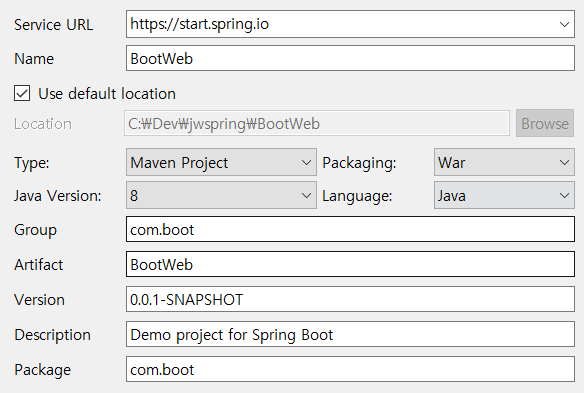 Service URL https://start.spring.io
Name BootWeb
Use default location
Location C:₩Dev₩jwspring₩BootWeb Browse
Type: Maven Project Packaging: War
Java Version: 8 Language: Java
Group com.boot
Artifact BootWeb
Version 0.0.1-SNAPSHOT
Description Demo project for Spring Boot
Package com.boot